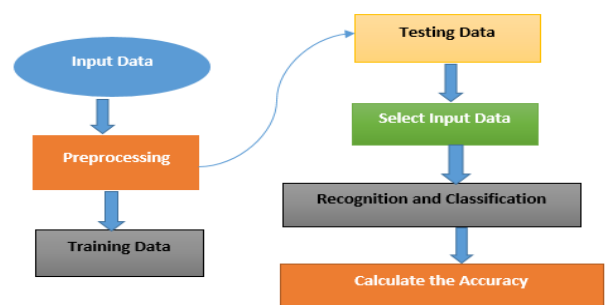 Input Data
Preprocessing
Training Data
Testing Data
Select Input Data
Recognition and Classification
Calculate the Accuracy